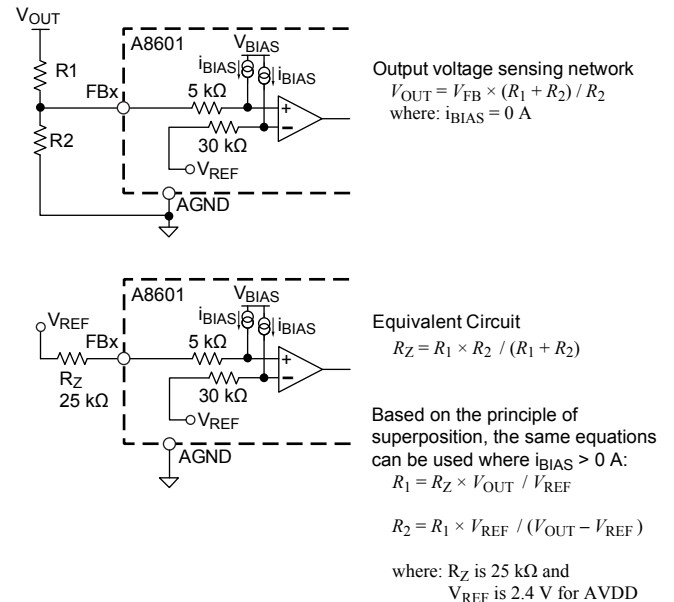 VOUT
R1
R2
A8601
FBx
VBIAS
iBIAS
iBIAS
5 kΩ
+
–
30 kΩ
VREF
AGND
Output voltage sensing network
VOUT = VFB × (R1 + R2) / R2
where: iBIAS = 0 A
VREF
RZ
25 kΩ
A8601
FBx
VBIAS
iBIAS
iBIAS
5 kΩ
+
–
30 kΩ
VREF
AGND
Equivalent Circuit
RZ = R1 × R2 / (R1 + R2)
Based on the principle of
superposition, the same equations
can be used where iBIAS > 0 A:
R1 = RZ × VOUT / VREF
R2 = R1 × VREF / (VOUT – VREF)
where: RZ is 25 kΩ and
VREF is 2.4 V for AVDD